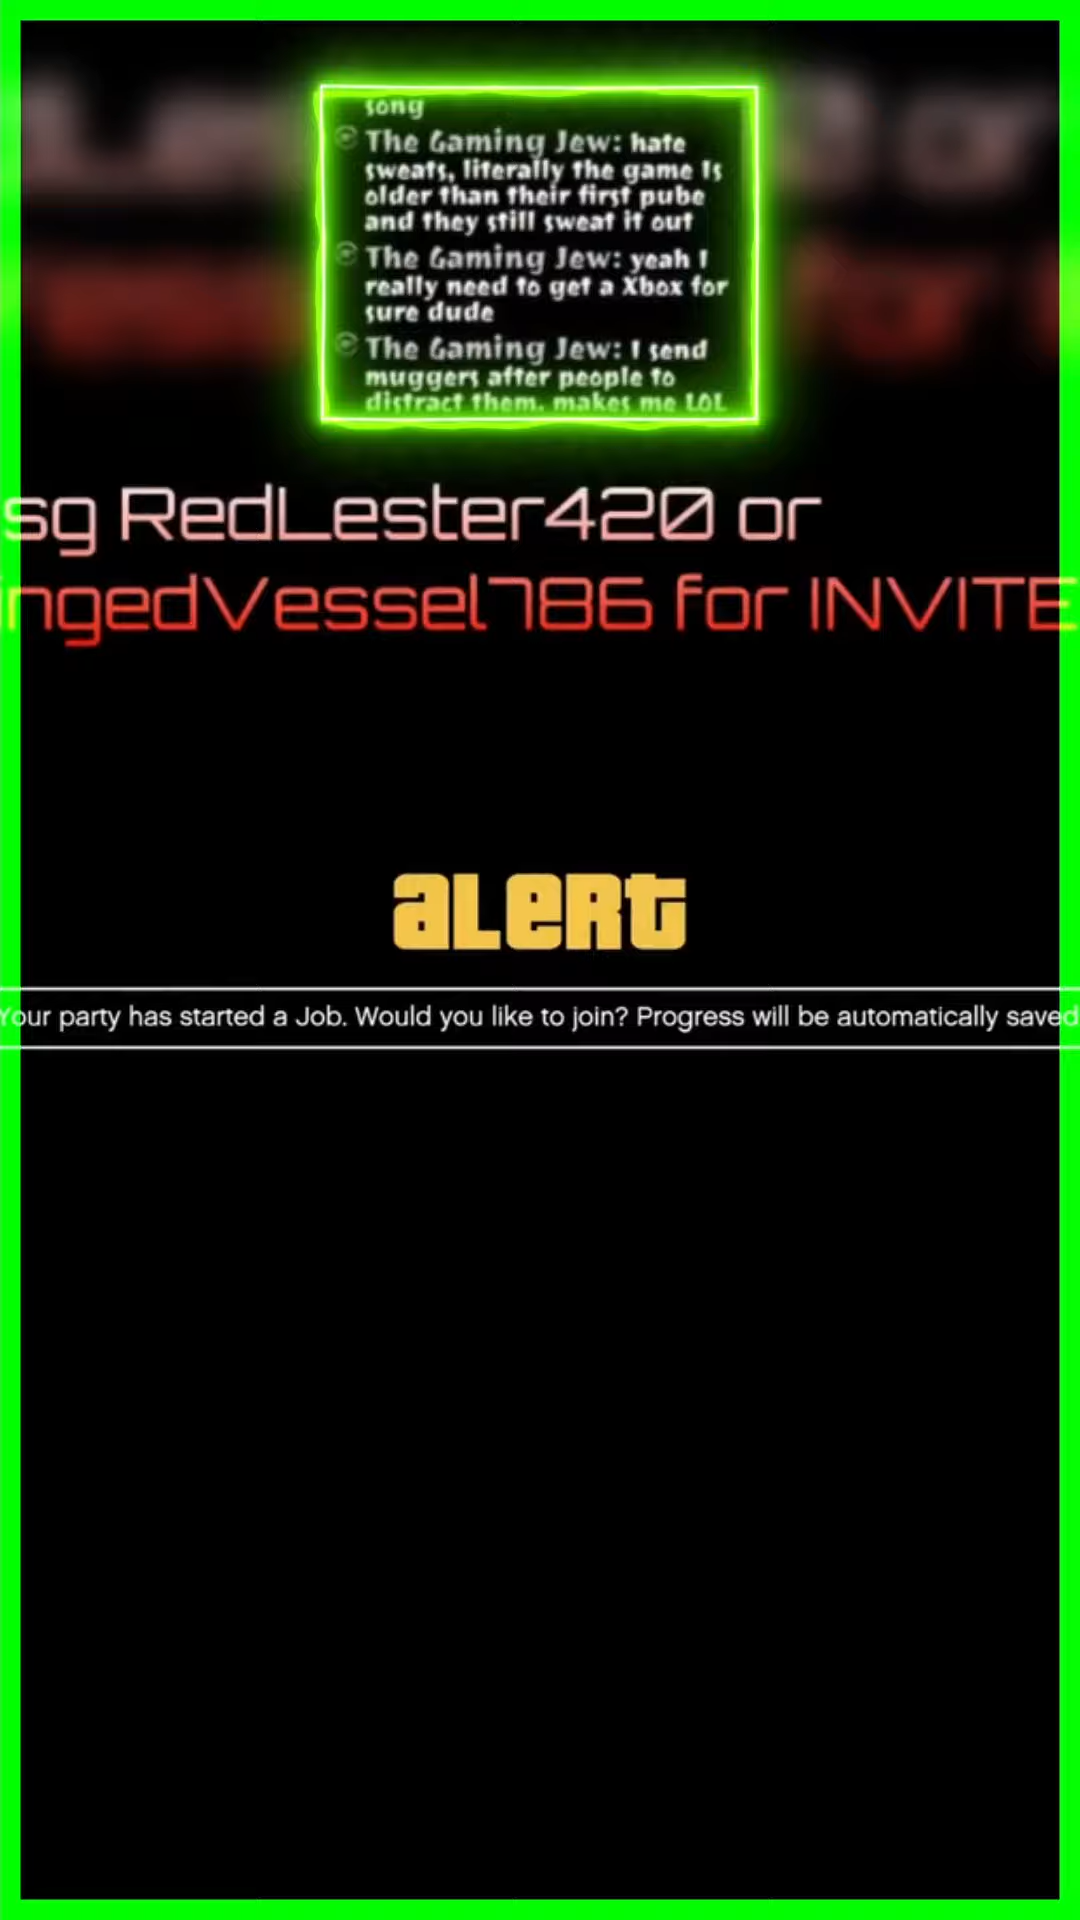 song
The Gaming Jew: hate
sweats, literally the game is
older than their first pube
and they still sweat it out
The Gaming Jew: yeah I
really need to get a Xbox for
sure dude
The Gaming Jew: I send
muggers after people to
distract them. makes me LOL
sg RedLester420 or
ingedVessel786 for INVITE
alert
Your party has started a Job. Would you like to join? Progress will be automatically saved